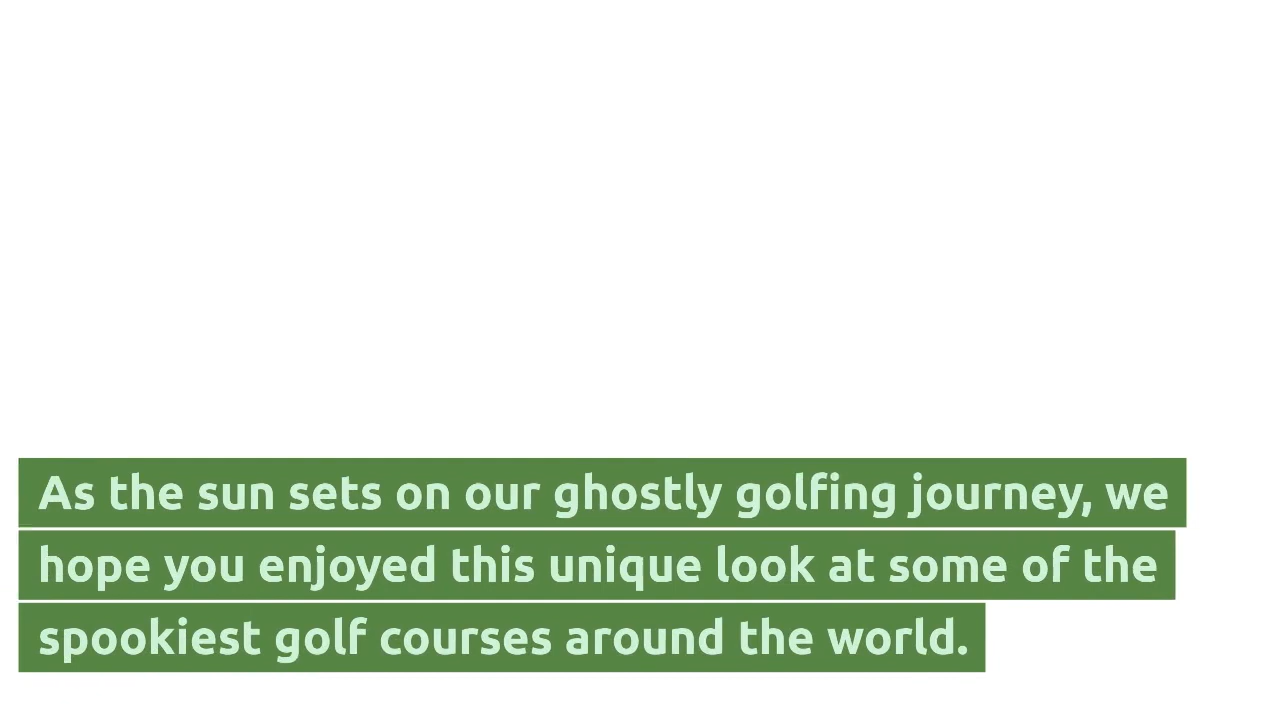 As the sun sets on our ghostly golfing journey, we
hope you enjoyed this unique look at some of the
spookiest golf courses around the world.